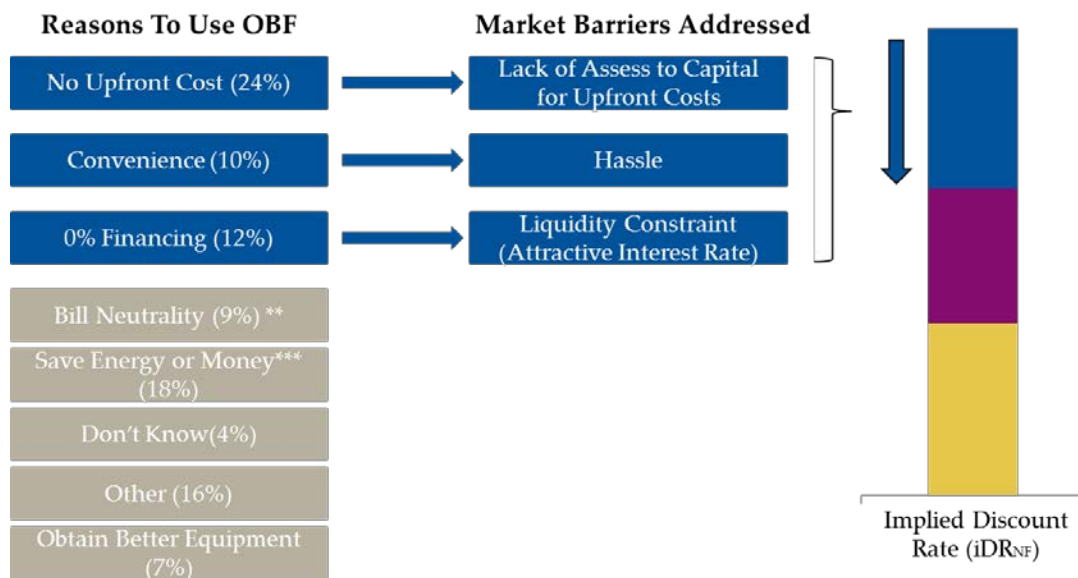 Reasons To Use OBF
Market Barriers Addressed
No Upfront Cost (24%)
Lack of Assess to Capital
for Upfront Costs
Convenience (10%)
Hassle
0% Financing (12%)
Liquidity Constraint
(Attractive Interest Rate)
Bill Neutrality (9%) **
Save Energy or Money***
(18%)
Don't Know(4%)
Other (16%)
Obtain Better Equipment
(7%)
Implied Discount
Rate (iDRNF)